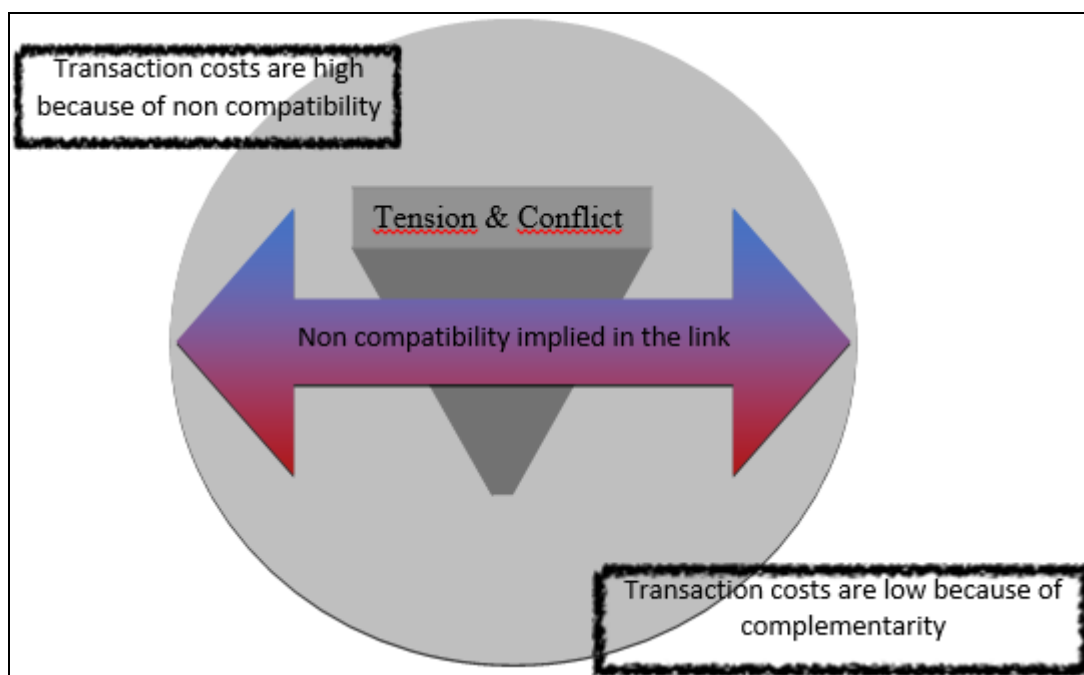 Transaction costs are high
because of non compatibility
Tension & Conflict
Non compatibility implied in the link
Transaction costs are low because of
complementarity